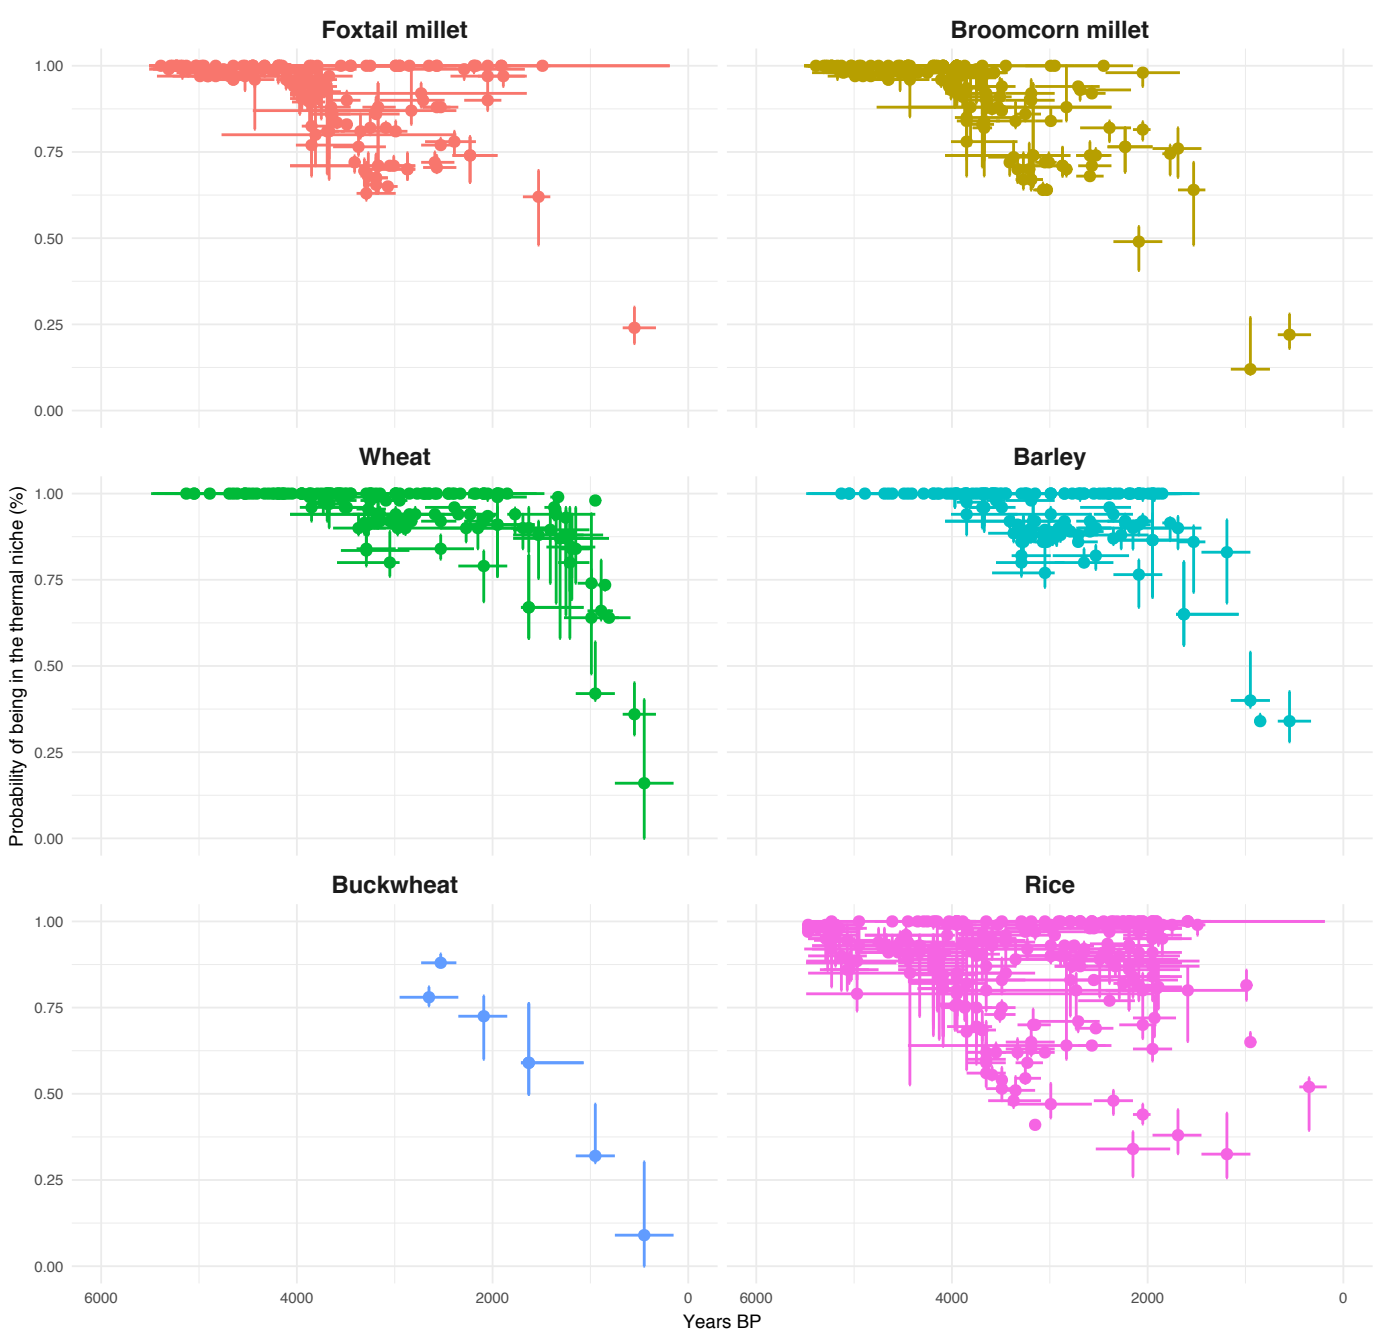 Foxtail millet
Broomcorn millet
1.00
0.75
0.50
0.25
0.00
Wheat
Barley
Probability of being in the thermal niche (%)
1.00
0.75
0.50
0.25
0.00
Buckwheat
Rice
1.00
0.75
0.50
0.25
0.00
6000 4000 2000 0 6000 4000 2000 0
Years BP